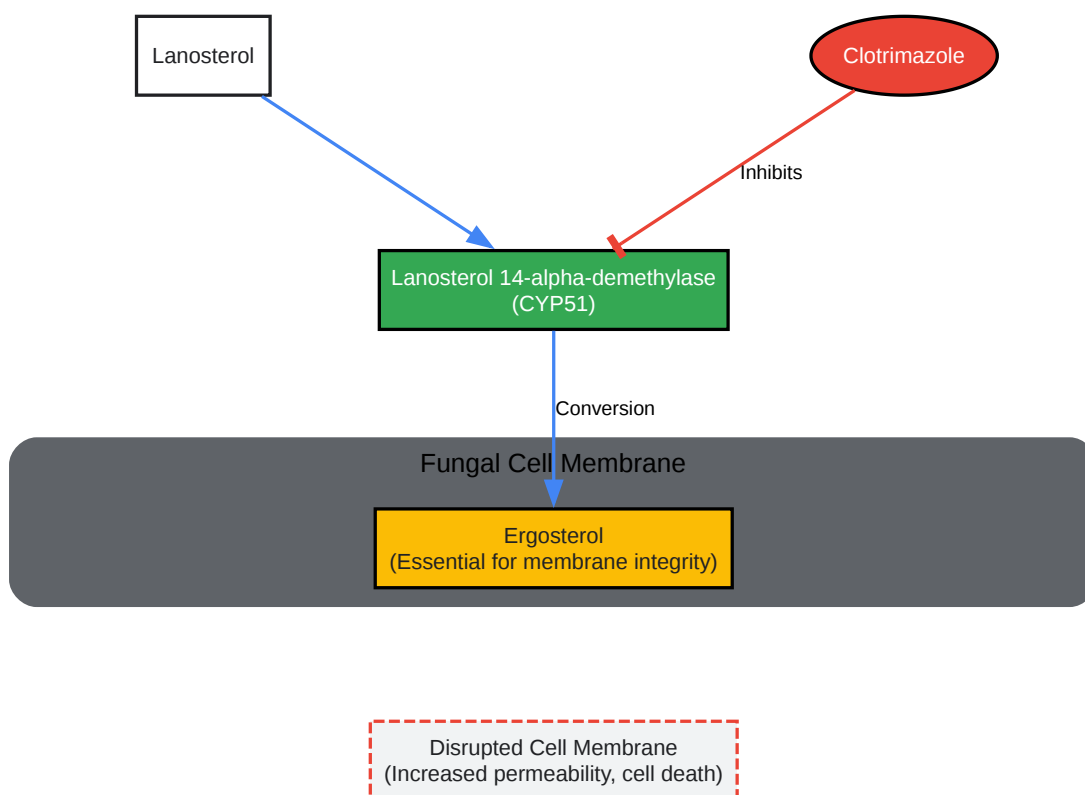 Lanosterol
Clotrimazole
Inhibits
Lanosterol 14-alpha-demethylase
(CYP51)
Conversion
Fungal Cell Membrane
Ergosterol
(Essential for membrane integrity)
Disrupted Cell Membrane
(Increased permeability, cell death)